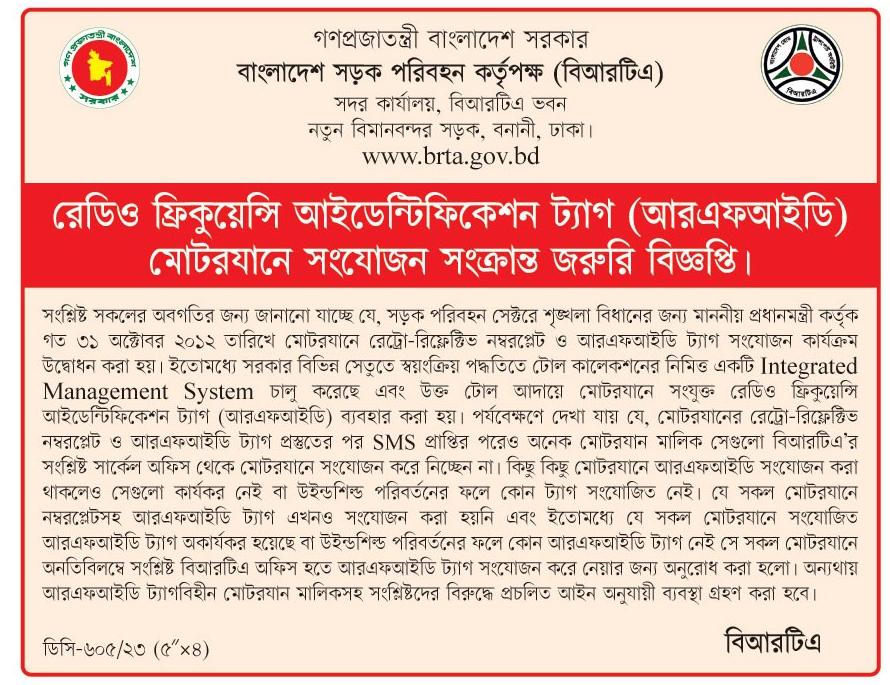 গণপ্রজাতন্ত্রী বাংলাদেশ সরকার
বাংলাদেশ সড়ক পরিবহন কর্তৃপক্ষ (বিআরটিএ)
সদর কার্যালয়, বিআরটিএ ভবন
নতুন বিমানবন্দর সড়ক, বনানী, ঢাকা।
www.brta.gov.bd
গণপ্রজাতন্ত্রী বাংলাদেশ
সরকার
বিআরটিএ
রেডিও ফ্রিকুয়েন্সি আইডেন্টিফিকেশন ট্যাগ (আরএফআইডি)
মোটরযানে সংযোজন সংক্রান্ত জরুরি বিজ্ঞপ্তি।
সংশ্লিষ্ট সকলের অবগতির জন্য জানানো যাচ্ছে যে, সড়ক পরিবহন সেক্টরে শৃঙ্খলা বিধানের জন্য মাননীয় প্রধানমন্ত্রী কর্তৃক
গত ৩১ অক্টোবর ২০১২ তারিখে মোটরযানে রেট্রো-রিফ্লেক্টিভ নম্বরপ্লেট ও আরএফআইডি ট্যাগ সংযোজন কার্যক্রম
উদ্বোধন করা হয়। ইতোমধ্যে সরকার বিভিন্ন সেতুতে স্বয়ংক্রিয় পদ্ধতিতে টোল কালেকশনের নিমিত্ত একটি Integrated
Management System চালু করেছে এবং উক্ত টোল আদায়ে মোটরযানে সংযুক্ত রেডিও ফ্রিকুয়েন্সি
আইডেন্টিফিকেশন ট্যাগ (আরএফআইডি) ব্যবহার করা হয়। পর্যবেক্ষণে দেখা যায় যে, মোটরযানের রেট্রো-রিফ্লেক্টিভ
নম্বরপ্লেট ও আরএফআইডি ট্যাগ প্রস্তুতের পর SMS প্রাপ্তির পরেও অনেক মোটরযান মালিক সেগুলো বিআরটিএ’র
সংশ্লিষ্ট সার্কেল অফিস থেকে মোটরযানে সংযোজন করে নিচ্ছেন না। কিছু কিছু মোটরযানে আরএফআইডি সংযোজন করা
থাকলেও সেগুলো কার্যকর নেই বা উইন্ডশিল্ড পরিবর্তনের ফলে কোন ট্যাগ সংযোজিত নেই। যে সকল মোটরযানে
নম্বরপ্লেটসহ আরএফআইডি ট্যাগ এখনও সংযোজন করা হয়নি এবং ইতোমধ্যে যে সকল মোটরযানে সংযোজিত
আরএফআইডি ট্যাগ অকার্যকর হয়েছে বা উইন্ডশিল্ড পরিবর্তনের ফলে কোন আরএফআইডি ট্যাগ নেই সে সকল মোটরযানে
অনতিবিলম্বে সংশ্লিষ্ট বিআরটিএ অফিস হতে আরএফআইডি ট্যাগ সংযোজন করে নেয়ার জন্য অনুরোধ করা হলো। অন্যথায়
আরএফআইডি ট্যাগবিহীন মোটরযান মালিকসহ সংশ্লিষ্টদের বিরুদ্ধে প্রচলিত আইন অনুযায়ী ব্যবস্থা গ্রহণ করা হবে।
ডিসি-৬০৫/২৩ (৫″×৪)
বিআরটিএ